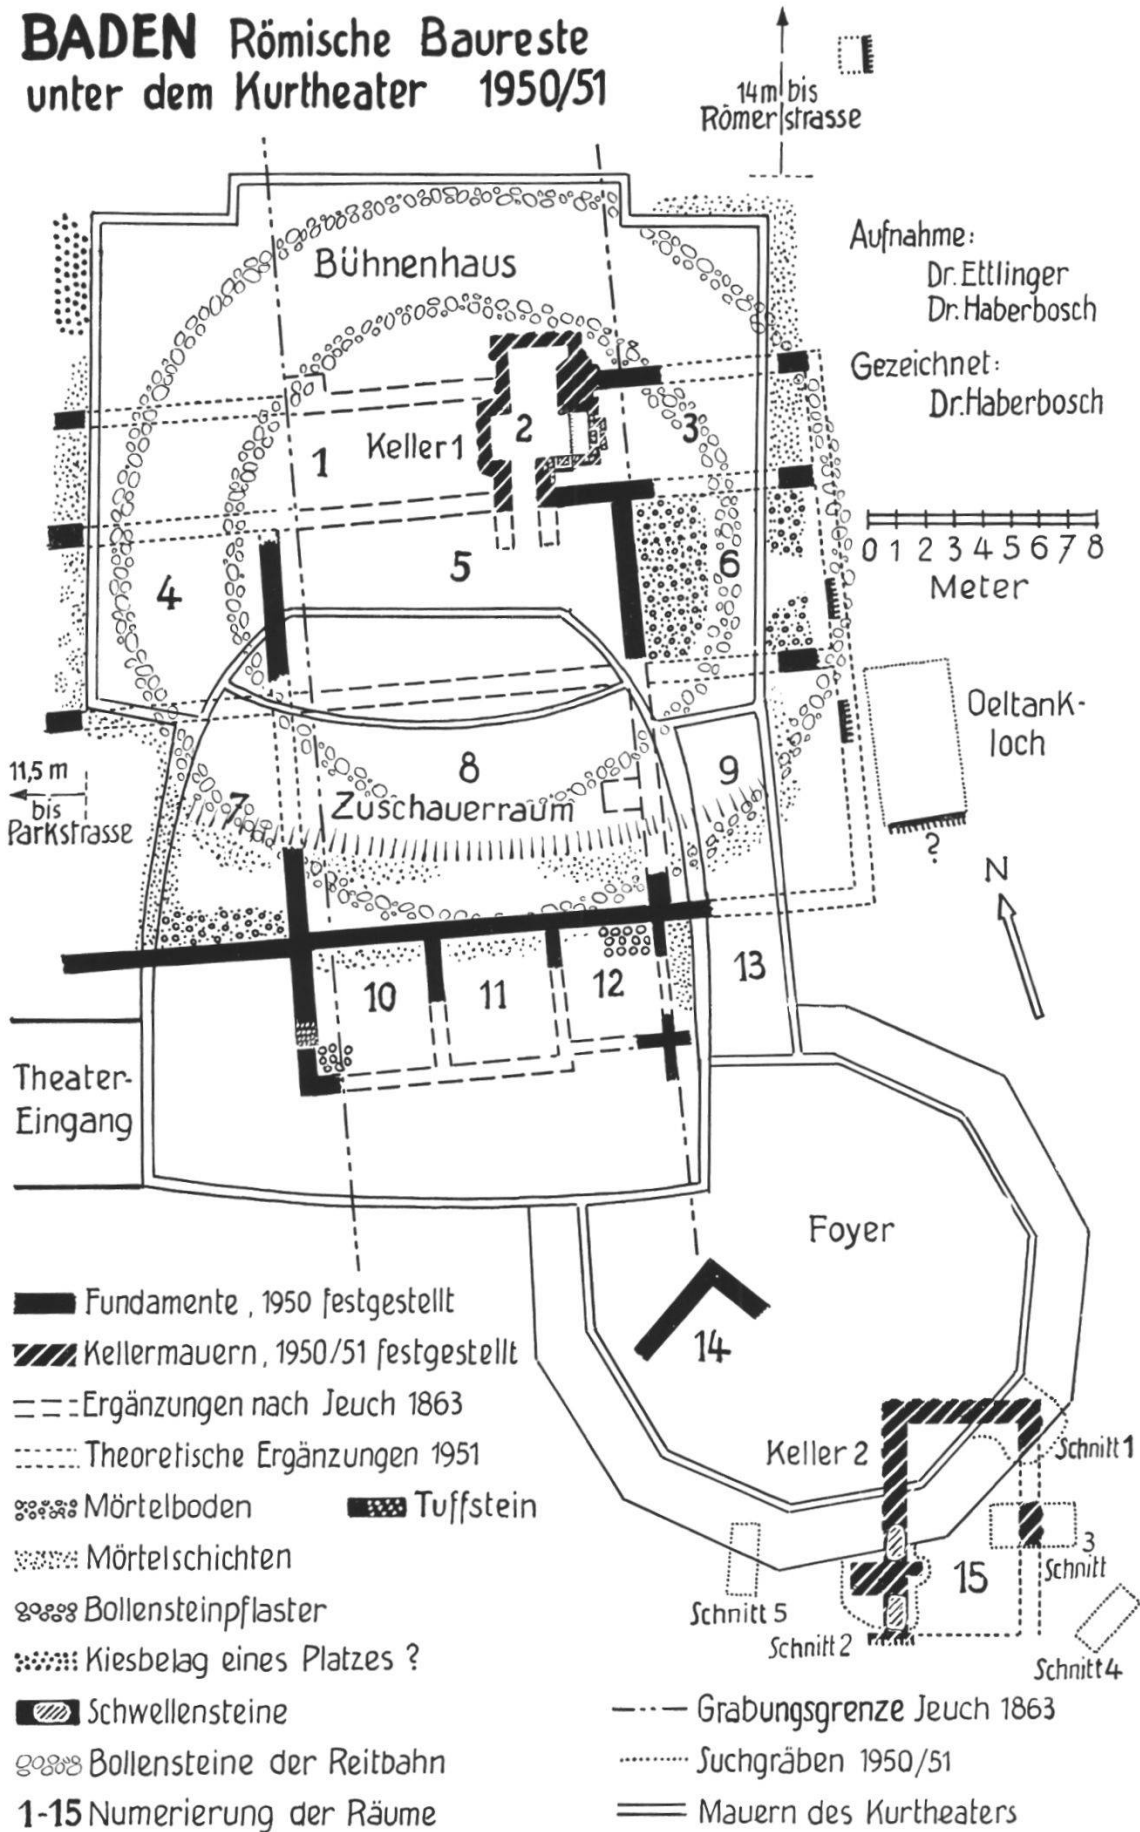 BADEN Römische Baureste
unter dem Kurtheater 1950/51
14m bis
Römerstrasse
Aufnahme:
Dr. Ettlinger
Dr. Haberbosch
Gezeichnet:
Dr. Haberbosch
Bühnenhaus
1
Keller 1
2
3
4
5
6
0 1 2 3 4 5 6 7 8
Meter
Oeltank-
loch
?
11,5 m
bis
Parkstrasse
7
8
9
Zuschauerraum
N
10
11
12
13
Theater-
Eingang
Foyer
14
Keller 2
Schnitt 1
3
Schnitt
15
Schnitt 5
Schnitt 2
Schnitt 4
Fundamente, 1950 festgestellt
Kellermauern, 1950/51 festgestellt
Ergänzungen nach Jeuch 1863
Theoretische Ergänzungen 1951
Mörtelboden
Tuffstein
Mörtelschichten
Bollensteinpflaster
Kiesbelag eines Platzes ?
Schwellensteine
Bollensteine der Reitbahn
1-15 Numerierung der Räume
Grabungsgrenze Jeuch 1863
Suchgräben 1950/51
Mauern des Kurtheaters